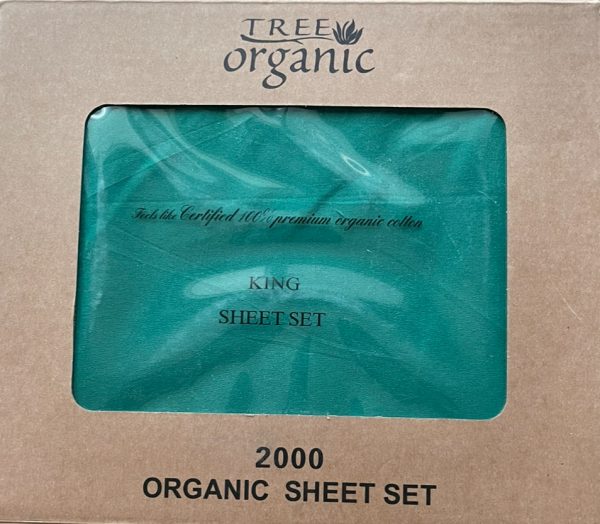 TREE
organic
Feels like Certified 100% premium organic cotton
KING
SHEET SET
2000
ORGANIC SHEET SET